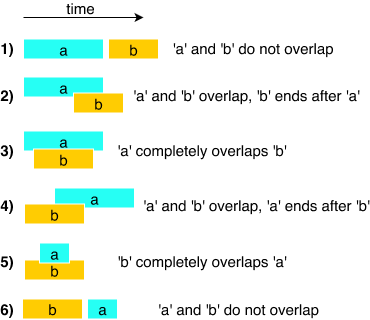 time
1) a b 'a' and 'b' do not overlap
2) a b 'a' and 'b' overlap, 'b' ends after 'a'
3) a b 'a' completely overlaps 'b'
4) a b 'a' and 'b' overlap, 'a' ends after 'b'
5) a b 'b' completely overlaps 'a'
6) b a 'a' and 'b' do not overlap